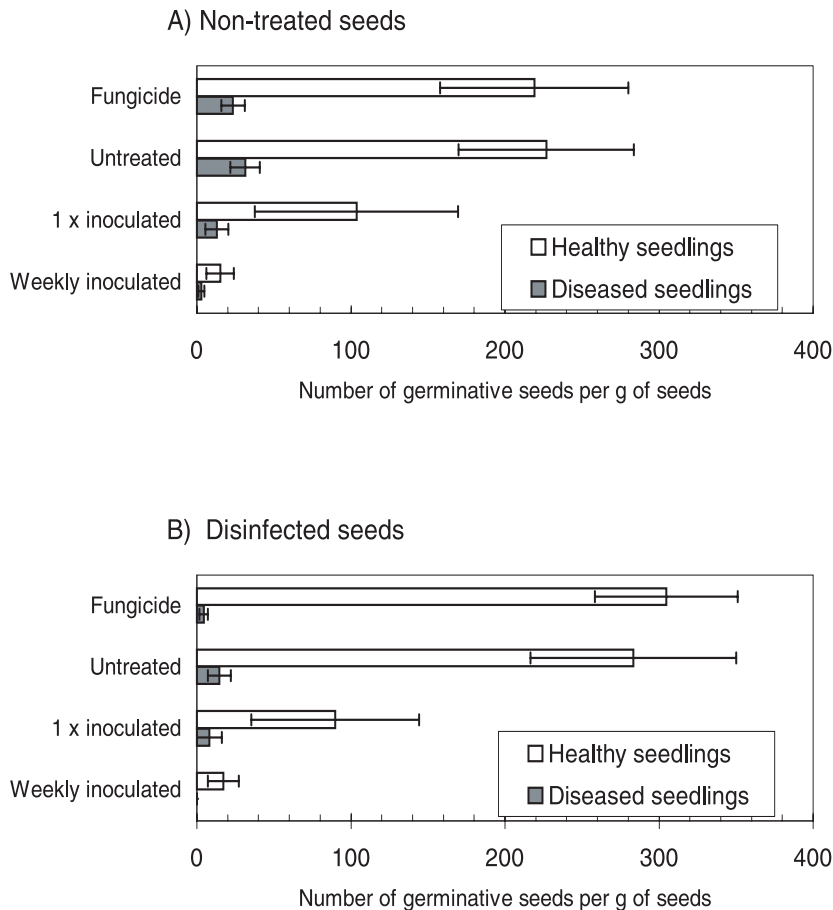 A) Non-treated seeds
Fungicide
Untreated
1 x inoculated
Weekly inoculated
Healthy seedlings
Diseased seedlings
0 100 200 300 400
Number of germinative seeds per g of seeds
B) Disinfected seeds
Fungicide
Untreated
1 x inoculated
Weekly inoculated
Healthy seedlings
Diseased seedlings
0 100 200 300 400
Number of germinative seeds per g of seeds